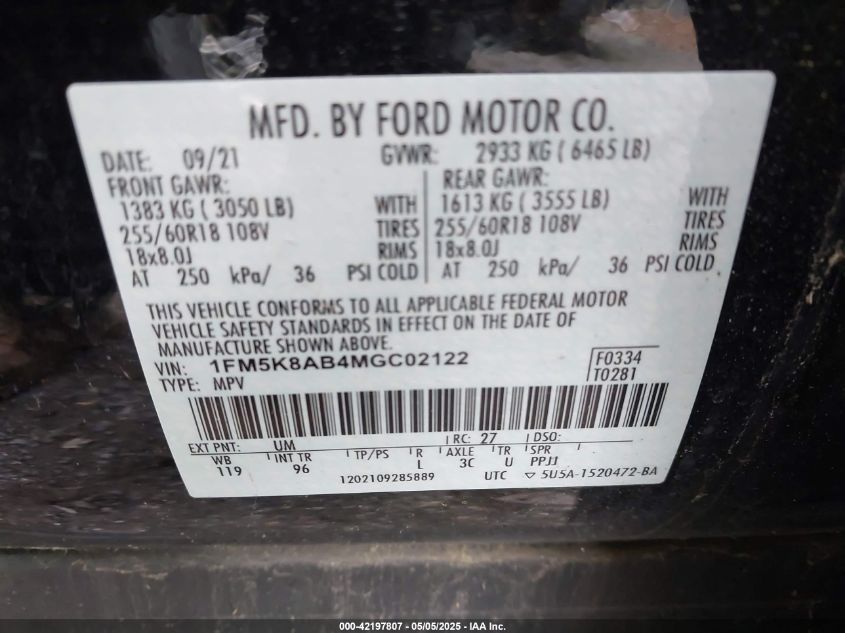 MFD. BY FORD MOTOR CO.
DATE: 09/21 GVWR: 2933 KG ( 6465 LB)
FRONT GAWR: REAR GAWR:
1383 KG ( 3050 LB) WITH 1613 KG ( 3555 LB) WITH
255/60R18 108V TIRES 255/60R18 108V TIRES
18x8.0J RIMS 18x8.0J RIMS
AT 250 kPa/ 36 PSI COLD AT 250 kPa/ 36 PSI COLD
THIS VEHICLE CONFORMS TO ALL APPLICABLE FEDERAL MOTOR
VEHICLE SAFETY STANDARDS IN EFFECT ON THE DATE OF
MANUFACTURE SHOWN ABOVE.
VIN: 1FM5K8AB4MGC02122 F0334
TYPE: MPV T0281
EXT PNT: UM RC: 27 DSO:
WB INT TR TP/PS R AXLE TR SPR
119 96 L 3C U PPJJ
1202109285889 UTC ▽ 5U5A-1520472-BA
000-42197807 - 05/05/2025 - IAA Inc.